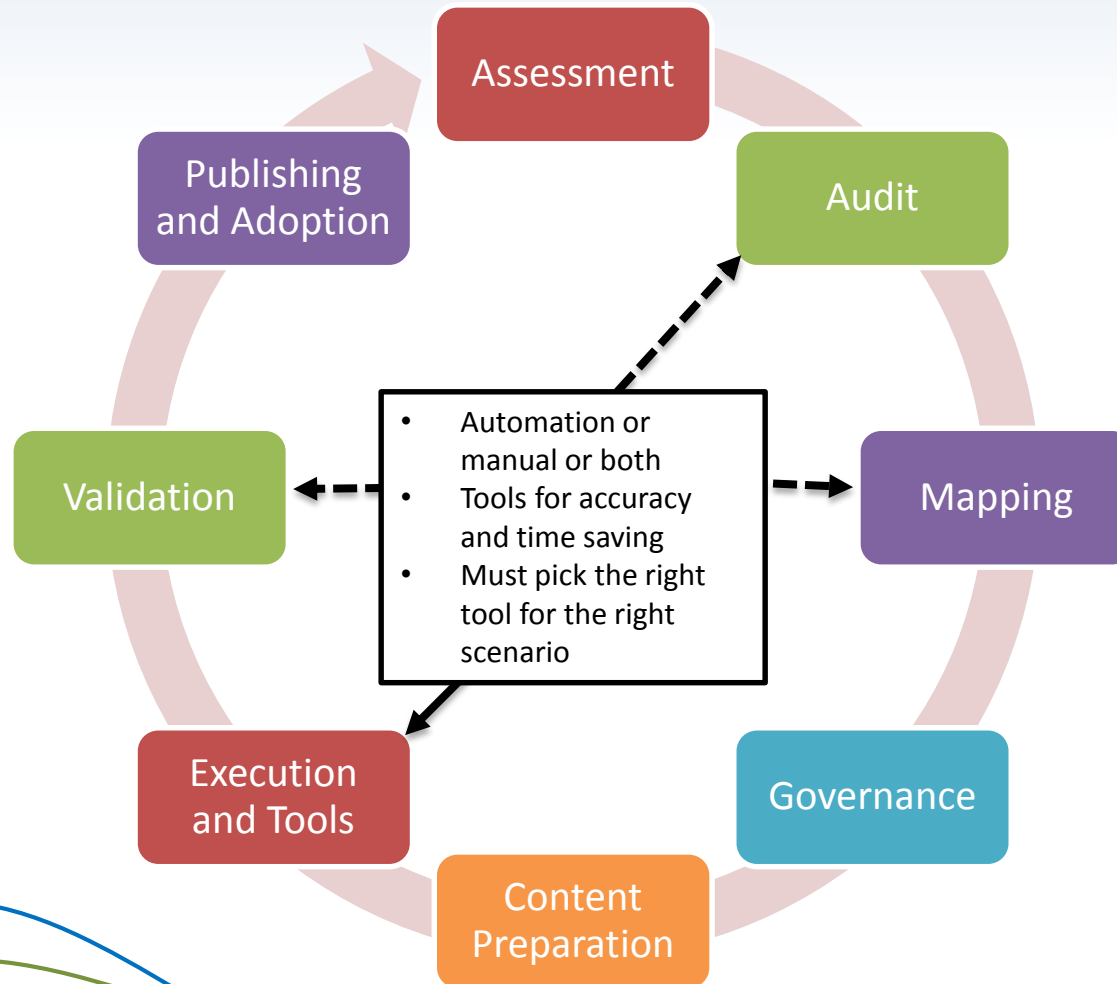 Assessment
Audit
Mapping
Governance
Content
Preparation
Execution
and Tools
Validation
Publishing
and Adoption
• Automation or
manual or both
• Tools for accuracy
and time saving
• Must pick the right
tool for the right
scenario